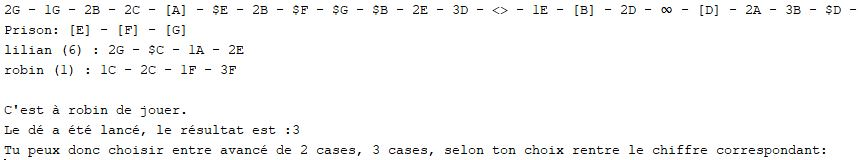 2G - 1G - 2B - 2C - [A] - $E - 2B - $F - $G - $B - 2E - 3D - <> - 1E - [B] - 2D - ∞ - [D] - 2A - 3B - $D -
Prison: [E] - [F] - [G]
lilian (6) : 2G - $C - 1A - 2E
robin (1) : 1C - 2C - 1F - 3F
C'est à robin de jouer.
Le dé a été lancé, le résultat est :3
Tu peux donc choisir entre avancé de 2 cases, 3 cases, selon ton choix rentre le chiffre correspondant: